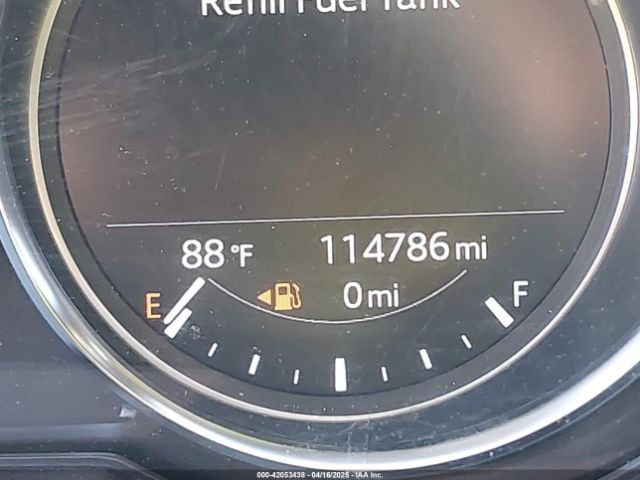 Refill Fuel Tank
88 °F 114786 mi
E 0 mi F
000-42053438 - 04/16/2025 - IAA Inc.